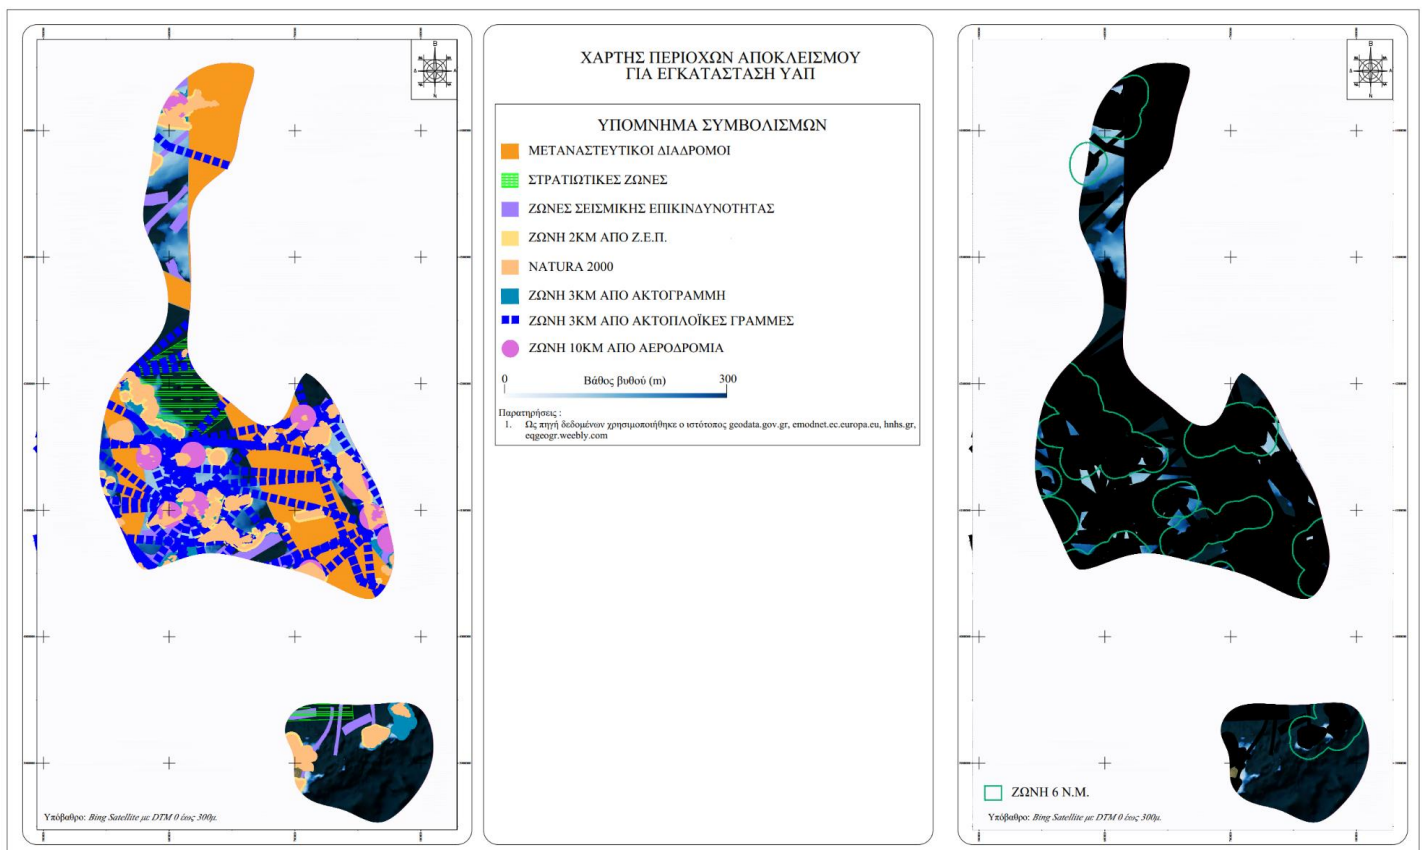 ΧΑΡΤΗΣ ΠΕΡΙΟΧΩΝ ΑΠΟΚΛΕΙΣΜΟΥ
ΓΙΑ ΕΓΚΑΤΑΣΤΑΣΗ ΥΑΠ
ΥΠΟΜΝΗΜΑ ΣΥΜΒΟΛΙΣΜΩΝ
ΜΕΤΑΝΑΣΤΕΥΤΙΚΟΙ ΔΙΑΔΡΟΜΟΙ
ΣΤΡΑΤΙΩΤΙΚΕΣ ΖΩΝΕΣ
ΖΩΝΕΣ ΣΕΙΣΜΙΚΗΣ ΕΠΙΚΙΝΔΥΝΟΤΗΤΑΣ
ΖΩΝΗ 2ΚΜ ΑΠΟ Ζ.Ε.Π.
NATURA 2000
ΖΩΝΗ 3ΚΜ ΑΠΟ ΑΚΤΟΓΡΑΜΜΗ
ΖΩΝΗ 3ΚΜ ΑΠΟ ΑΚΤΟΠΛΟΪΚΕΣ ΓΡΑΜΜΕΣ
ΖΩΝΗ 10ΚΜ ΑΠΟ ΑΕΡΟΔΡΟΜΙΑ
0 Βάθος βυθού (m) 300
Παρατηρήσεις :
1. Ως πηγή δεδομένων χρησιμοποιήθηκε ο ιστότοπος geodata.gov.gr, emodnet.ec.europa.eu, hnhs.gr,
eqgeogr.weebly.com
Υπόβαθρο: Bing Satellite με DTM 0 έως 300μ.
ΖΩΝΗ 6 Ν.Μ.
Υπόβαθρο: Bing Satellite με DTM 0 έως 300μ.